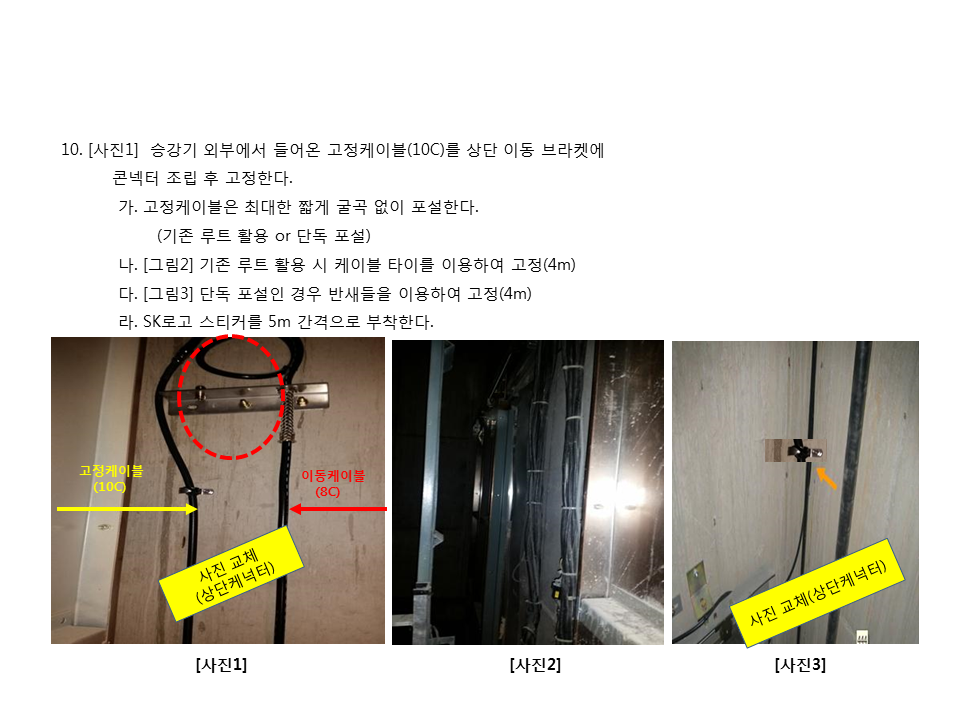 10. [사진1] 승강기 외부에서 들어온 고정케이블(10C)를 상단 이동 브라켓에
콘넥터 조립 후 고정한다.
가. 고정케이블은 최대한 짧게 굴곡 없이 포설한다.
(기존 루트 활용 or 단독 포설)
나. [그림2] 기존 루트 활용 시 케이블 타이를 이용하여 고정(4m)
다. [그림3] 단독 포설인 경우 반새들을 이용하여 고정(4m)
라. SK로고 스티커를 5m 간격으로 부착한다.
고정케이블
(10C)
이동케이블
(8C)
사진 교체
(상단케넉터)
사진 교체(상단케넉터)
[사진1]
[사진2]
[사진3]